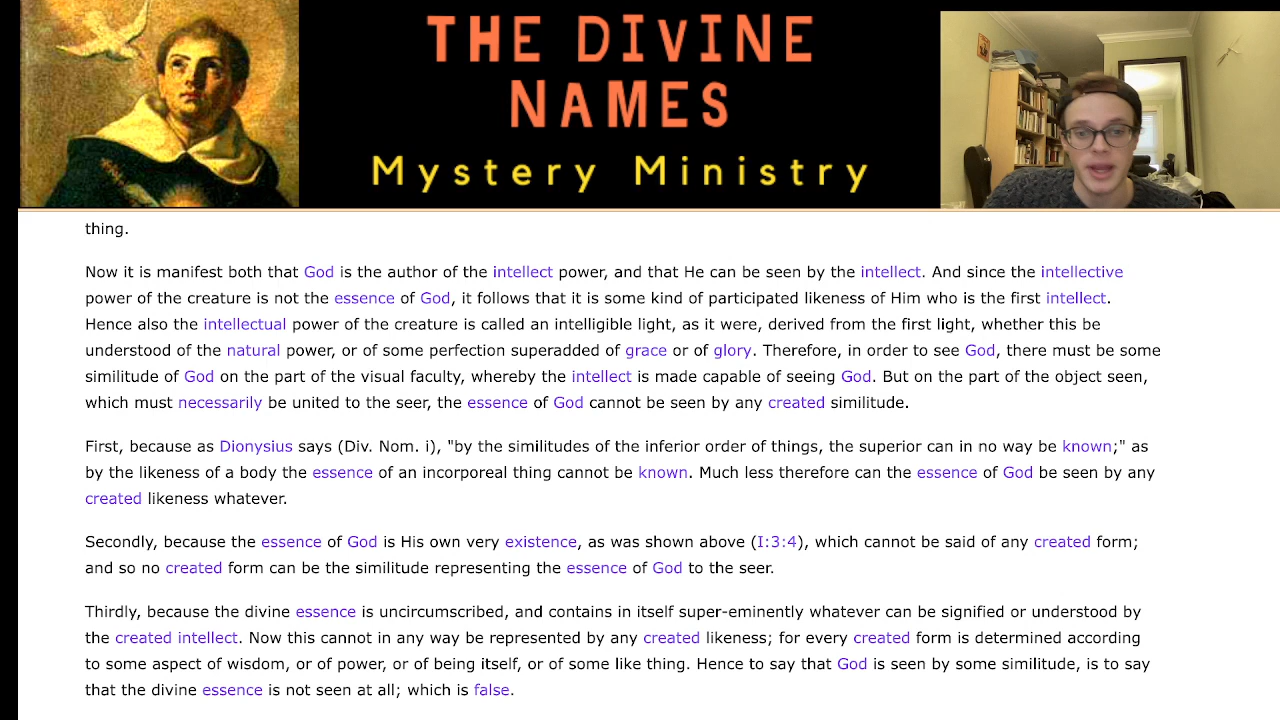 THE DIVINE
NAMES
Mystery Ministry
thing.
Now it is manifest both that God is the author of the intellect power, and that He can be seen by the intellect. And since the intellective
power of the creature is not the essence of God, it follows that it is some kind of participated likeness of Him who is the first intellect.
Hence also the intellectual power of the creature is called an intelligible light, as it were, derived from the first light, whether this be
understood of the natural power, or of some perfection superadded of grace or of glory. Therefore, in order to see God, there must be some
similitude of God on the part of the visual faculty, whereby the intellect is made capable of seeing God. But on the part of the object seen,
which must necessarily be united to the seer, the essence of God cannot be seen by any created similitude.
First, because as Dionysius says (Div. Nom. i), "by the similitudes of the inferior order of things, the superior can in no way be known;" as
by the likeness of a body the essence of an incorporeal thing cannot be known. Much less therefore can the essence of God be seen by any
created likeness whatever.
Secondly, because the essence of God is His own very existence, as was shown above (I:3:4), which cannot be said of any created form;
and so no created form can be the similitude representing the essence of God to the seer.
Thirdly, because the divine essence is uncircumscribed, and contains in itself super-eminently whatever can be signified or understood by
the created intellect. Now this cannot in any way be represented by any created likeness; for every created form is determined according
to some aspect of wisdom, or of power, or of being itself, or of some like thing. Hence to say that God is seen by some similitude, is to say
that the divine essence is not seen at all; which is false.